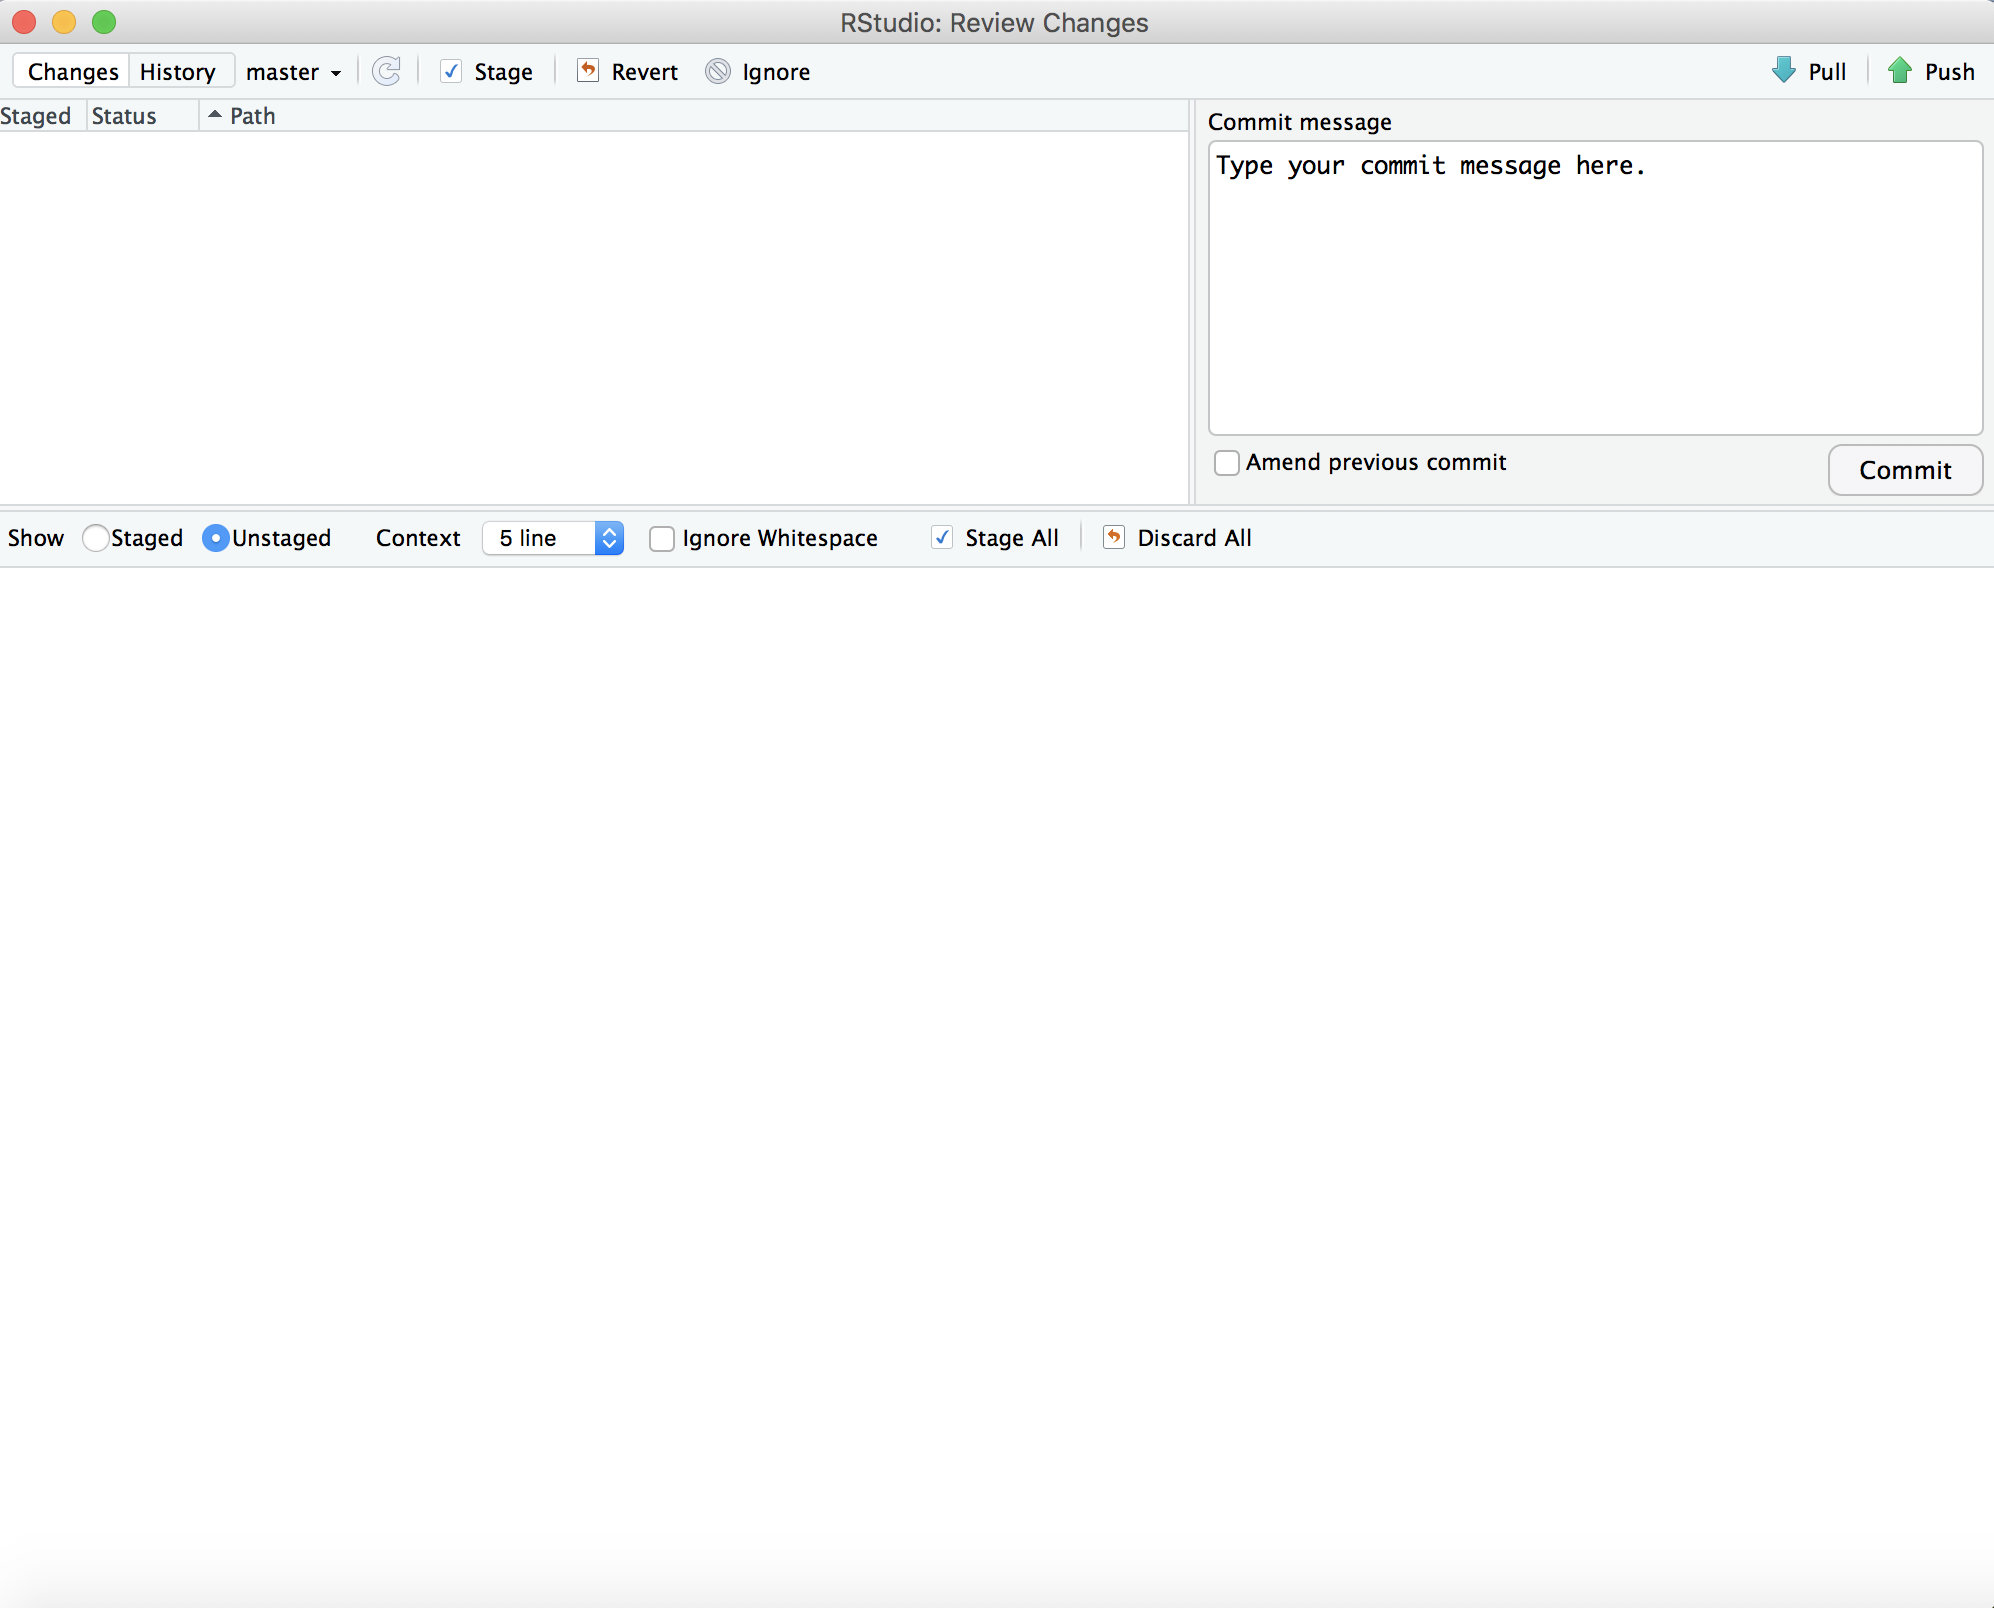 RStudio: Review Changes
Changes History master Stage Revert Ignore Pull Push
Staged Status Path
Commit message
Type your commit message here.
Amend previous commit
Commit
Show Staged Unstaged Context 5 line Ignore Whitespace Stage All Discard All